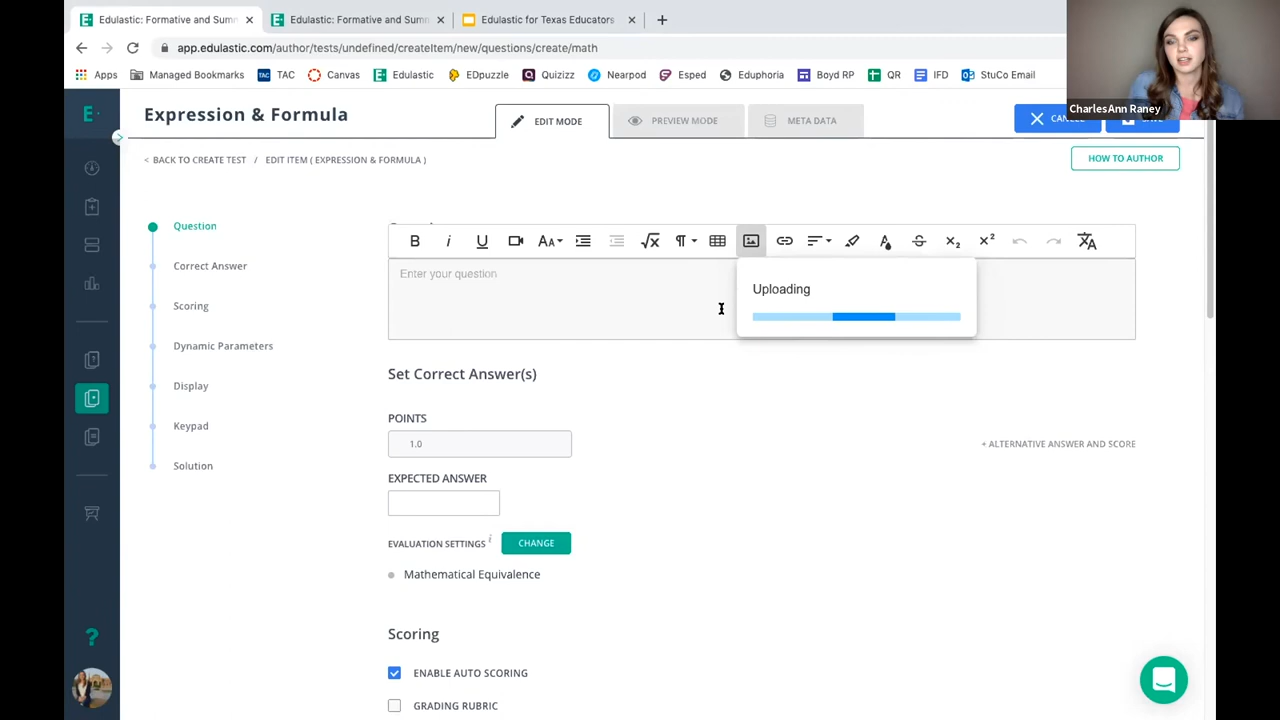 Edulastic: Formative and Sumn
Edulastic: Formative and Sumn
Edulastic for Texas Educators
app.edulastic.com/author/tests/undefined/createItem/new/questions/create/math
Apps
Managed Bookmarks
TAC TAC
Canvas
Edulastic
EDpuzzle
Quizizz
Nearpod
Esped
Eduphoria
Boyd RP
QR
IFD
StuCo Email
CharlesAnn Raney
E
Expression & Formula
EDIT MODE
PREVIEW MODE
META DATA
< BACK TO CREATE TEST / EDIT ITEM ( EXPRESSION & FORMULA )
HOW TO AUTHOR
Question
Correct Answer
Scoring
Dynamic Parameters
Display
Keypad
Solution
Enter your question
Uploading
Set Correct Answer(s)
POINTS
1.0
+ ALTERNATIVE ANSWER AND SCORE
EXPECTED ANSWER
EVALUATION SETTINGS i
CHANGE
Mathematical Equivalence
Scoring
ENABLE AUTO SCORING
GRADING RUBRIC
?